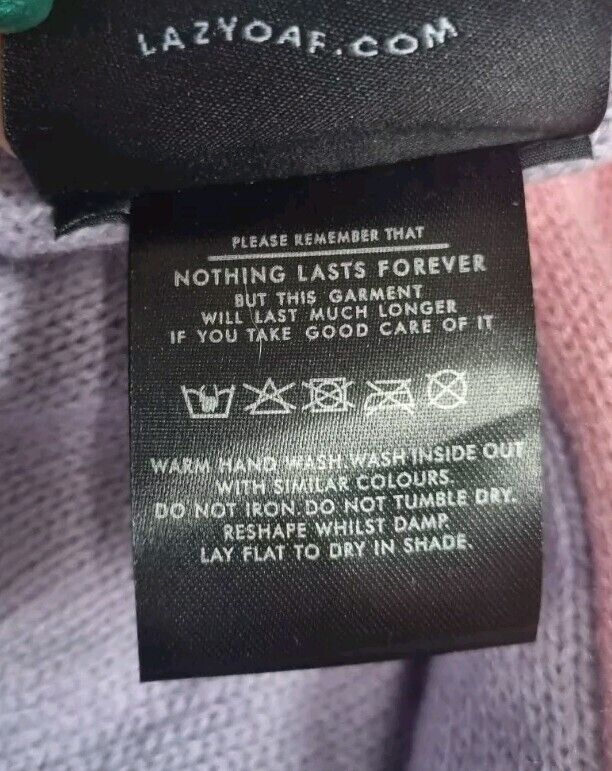 LAZYOAF.COM
PLEASE REMEMBER THAT
NOTHING LASTS FOREVER
BUT THIS GARMENT
WILL LAST MUCH LONGER
IF YOU TAKE GOOD CARE OF IT
WARM HAND WASH. WASH INSIDE OUT
WITH SIMILAR COLOURS.
DO NOT IRON. DO NOT TUMBLE DRY.
RESHAPE WHILST DAMP.
LAY FLAT TO DRY IN SHADE.